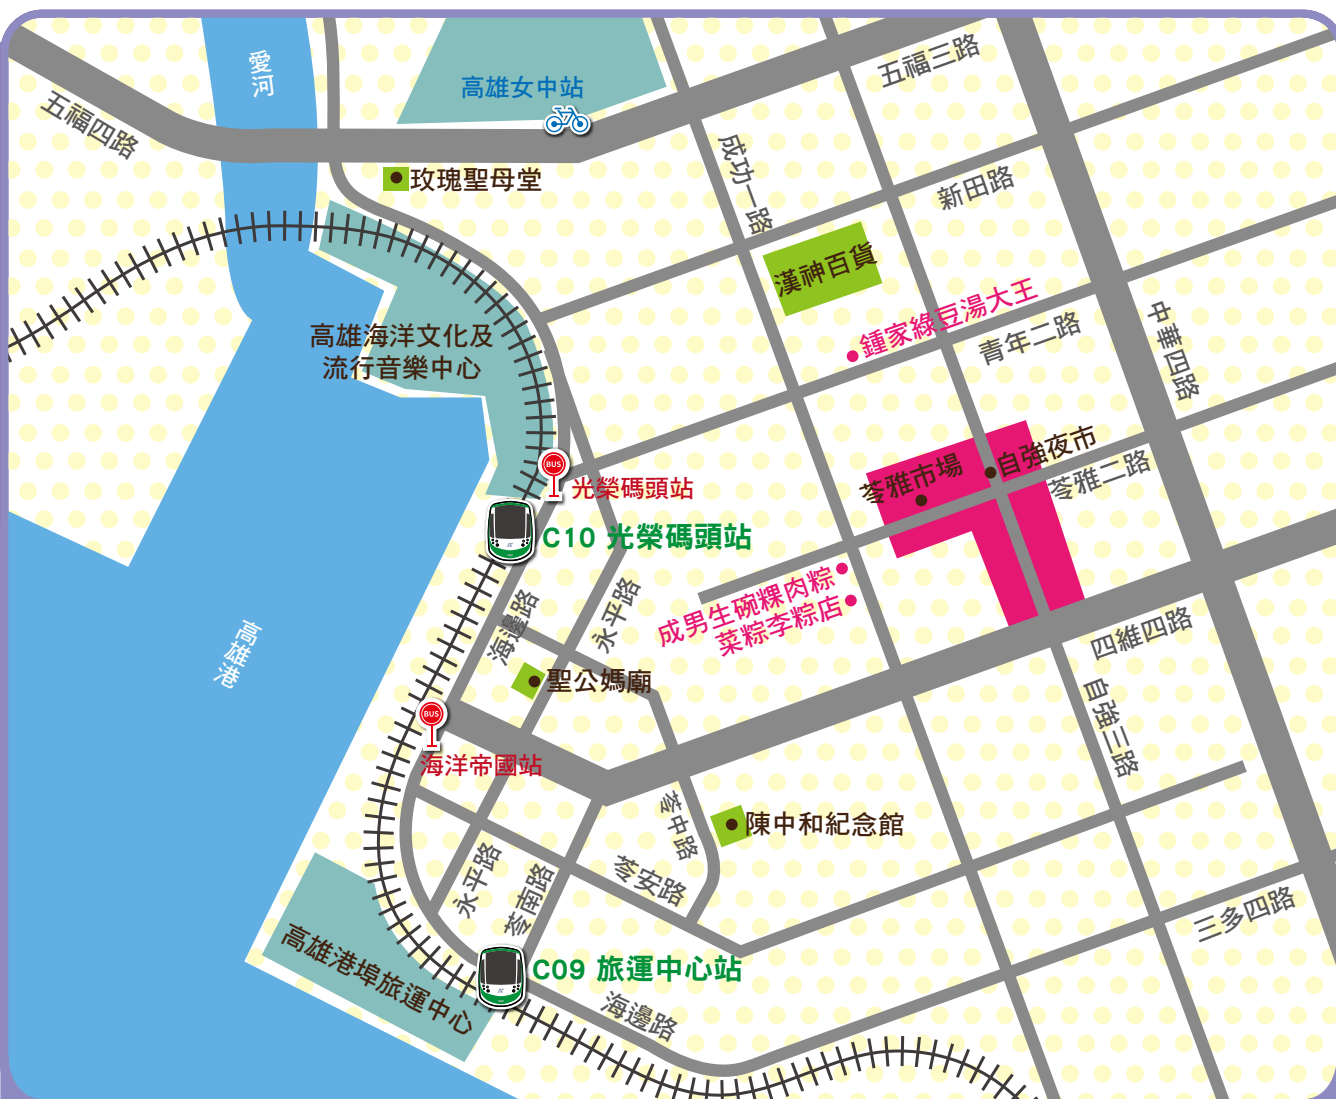 愛河
五福三路
高雄女中站
五福四路
成功一路
玫瑰聖母堂
新田路
漢神百貨
鍾家綠豆湯大王
青年二路
中華四路
高雄海洋文化及
流行音樂中心
自強夜市
苓雅市場
苓雅二路
BUS
光榮碼頭站
C10 光榮碼頭站
成男生碗粿肉粽
菜粽李粽店
海邊路
永平路
高雄港
四維四路
聖公媽廟
自強三路
BUS
海洋帝國站
苓中路
陳中和紀念館
永平路
苓南路
苓安路
三多四路
高雄港埠旅運中心
C09 旅運中心站
海邊路